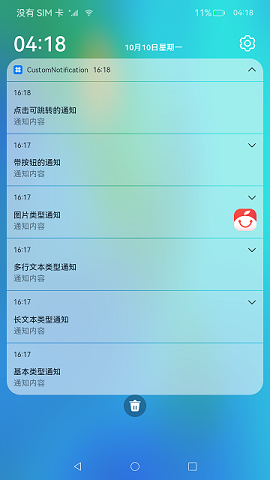 没有 SIM 卡 11% 04:18
04:18 10月10日星期一
CustomNotification 16:18
16:18
点击可跳转的通知
通知内容
16:17
带按钮的通知
通知内容
16:17
图片类型通知
通知内容
16:17
多行文本类型通知
通知内容
16:17
长文本类型通知
通知内容
16:17
基本类型通知
通知内容